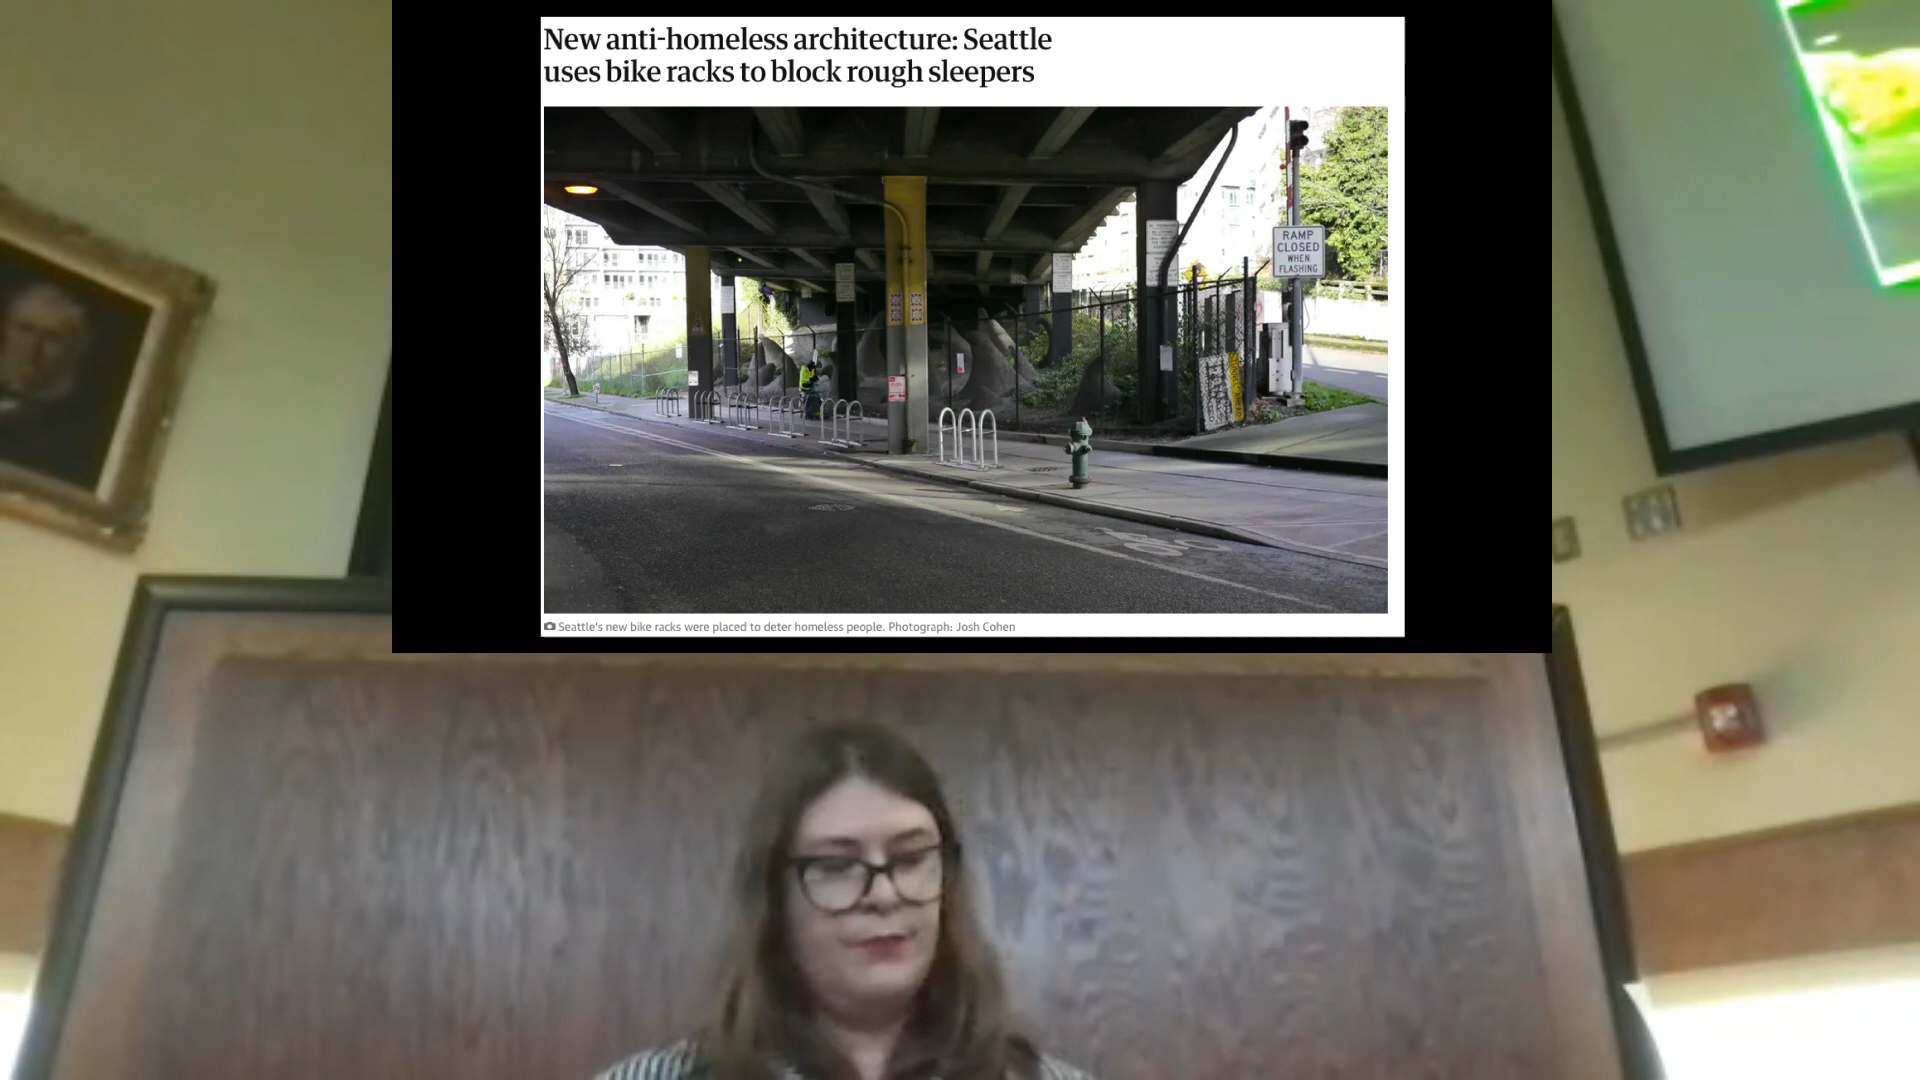 New anti-homeless architecture: Seattle
uses bike racks to block rough sleepers
RAMP
CLOSED
WHEN
FLASHING
Seattle's new bike racks were placed to deter homeless people. Photograph: Josh Cohen